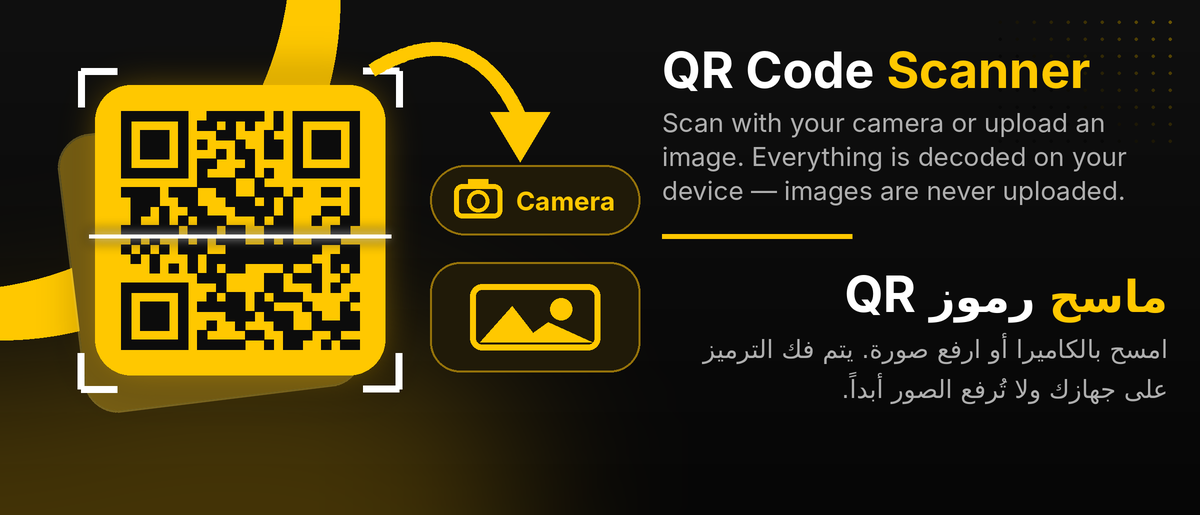 QR Code Scanner
Scan with your camera or upload an
image. Everything is decoded on your
device — images are never uploaded.
Camera
ماسح رموز QR
امسح بالكاميرا أو ارفع صورة. يتم فك الترميز
على جهازك ولا تُرفع الصور أبداً.